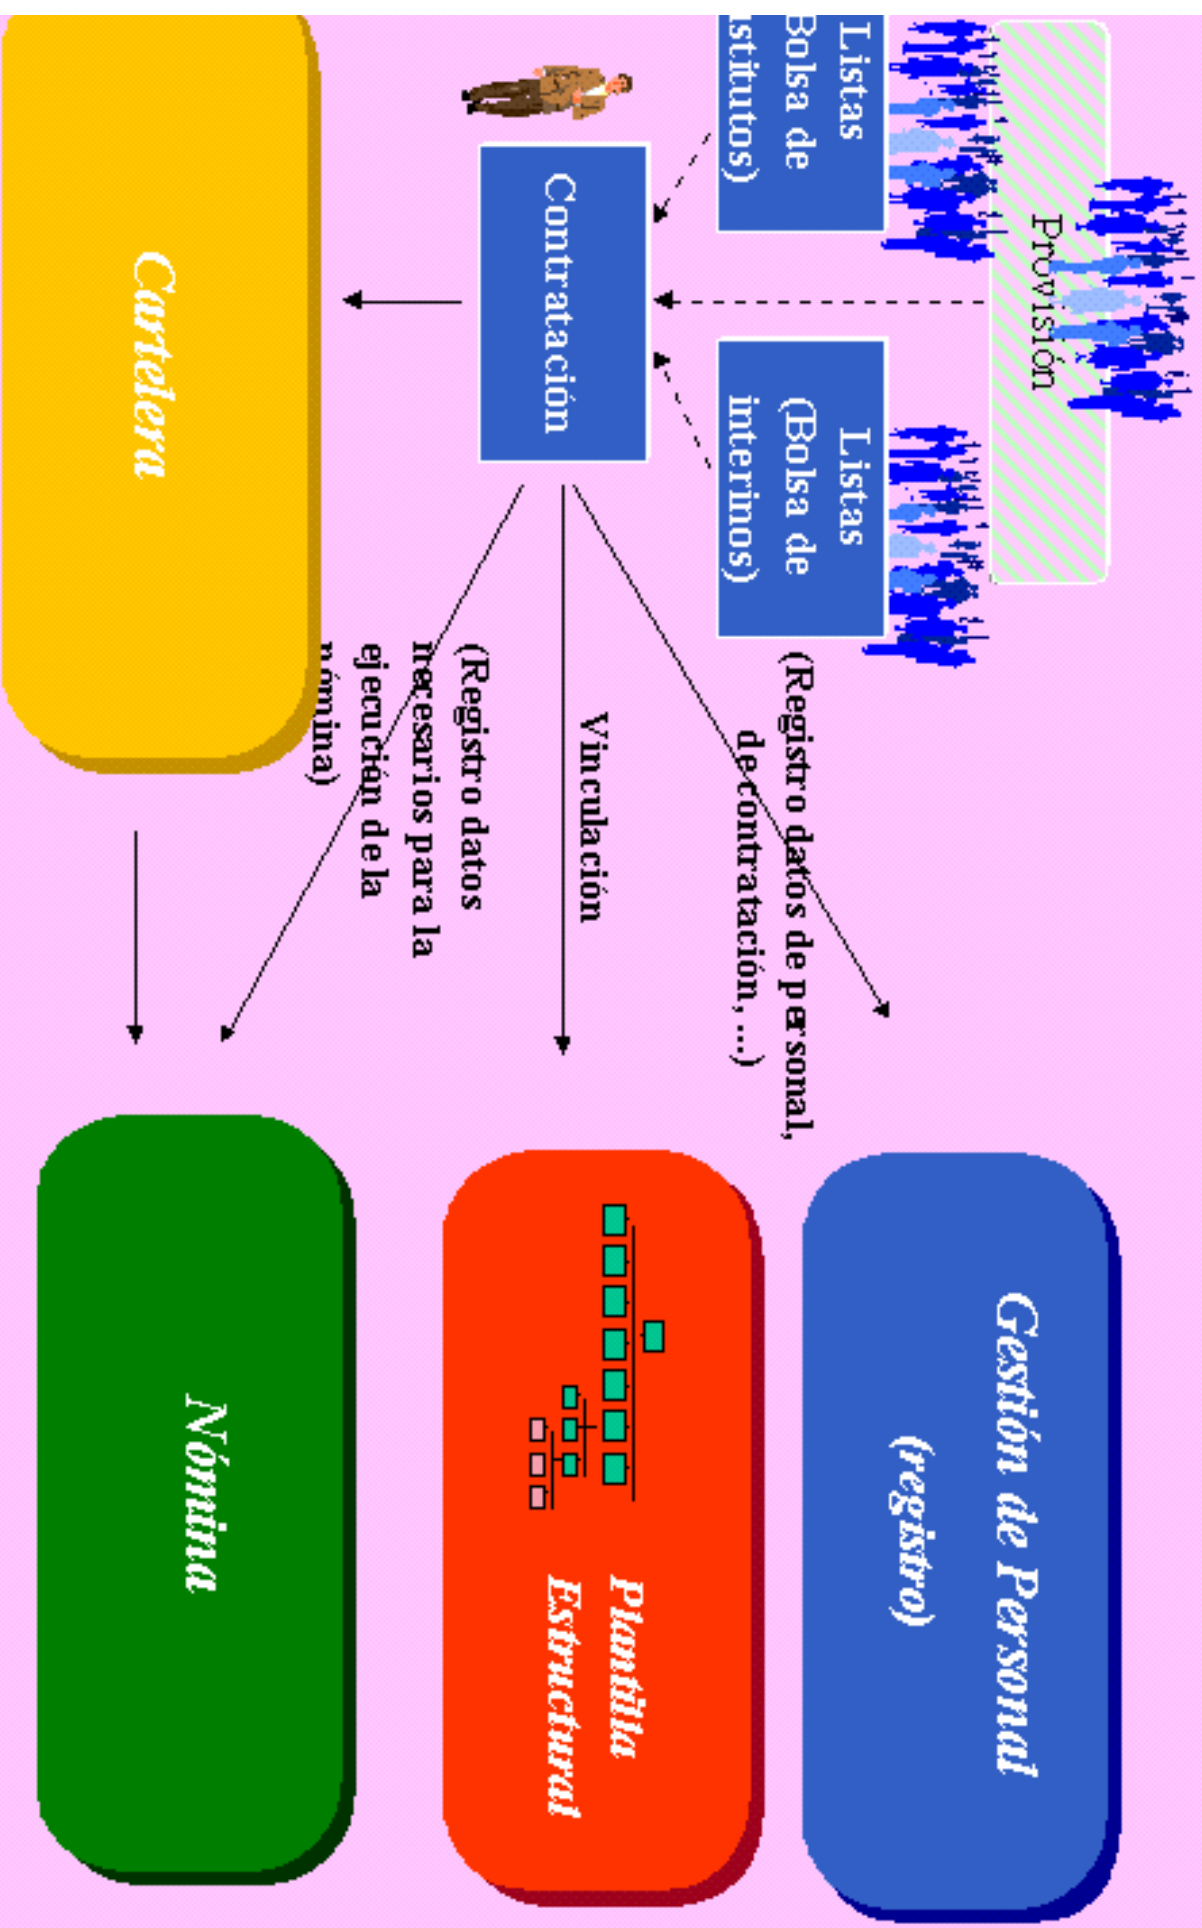 Provisión
Listas
Bolsa de
stitutos)
Listas
(Bolsa de
interinos)
Contratación
(Registro datos de personal,
de contratación, ...)
Gestión de Personal
(registro)
Vinculación
Plantilla
Estructural
(Registro datos
necesarios para la
ejecución de la
nómina)
Cartelera
Nómina